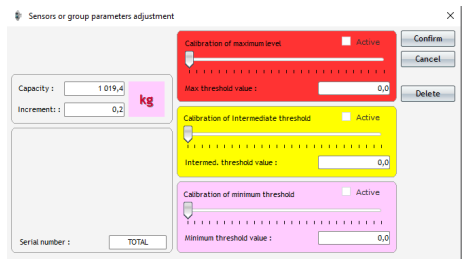 Sensors or group parameters adjustment
Calibration of maximum level
Active
Max threshold value :
0,0
Confirm
Cancel
Delete
Capacity :
1 019,4
Increment: :
0,2
kg
Calibration of Intermediate threshold
Active
Intermed. threshold value :
0,0
Calibration of minimum threshold
Active
Minimum threshold value :
0,0
Serial number :
TOTAL